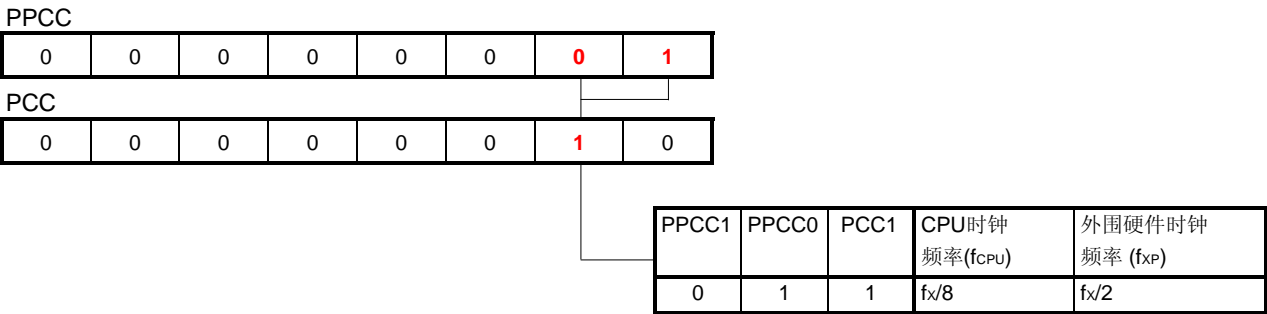 PPCC
0 0 0 0 0 0 0 1
PCC
0 0 0 0 0 0 1 0
PPCC1 PPCC0 PCC1 CPU时钟 外围硬件时钟
频率(fCPU) 频率 (fXP)
0 1 1 fX/8 fX/2